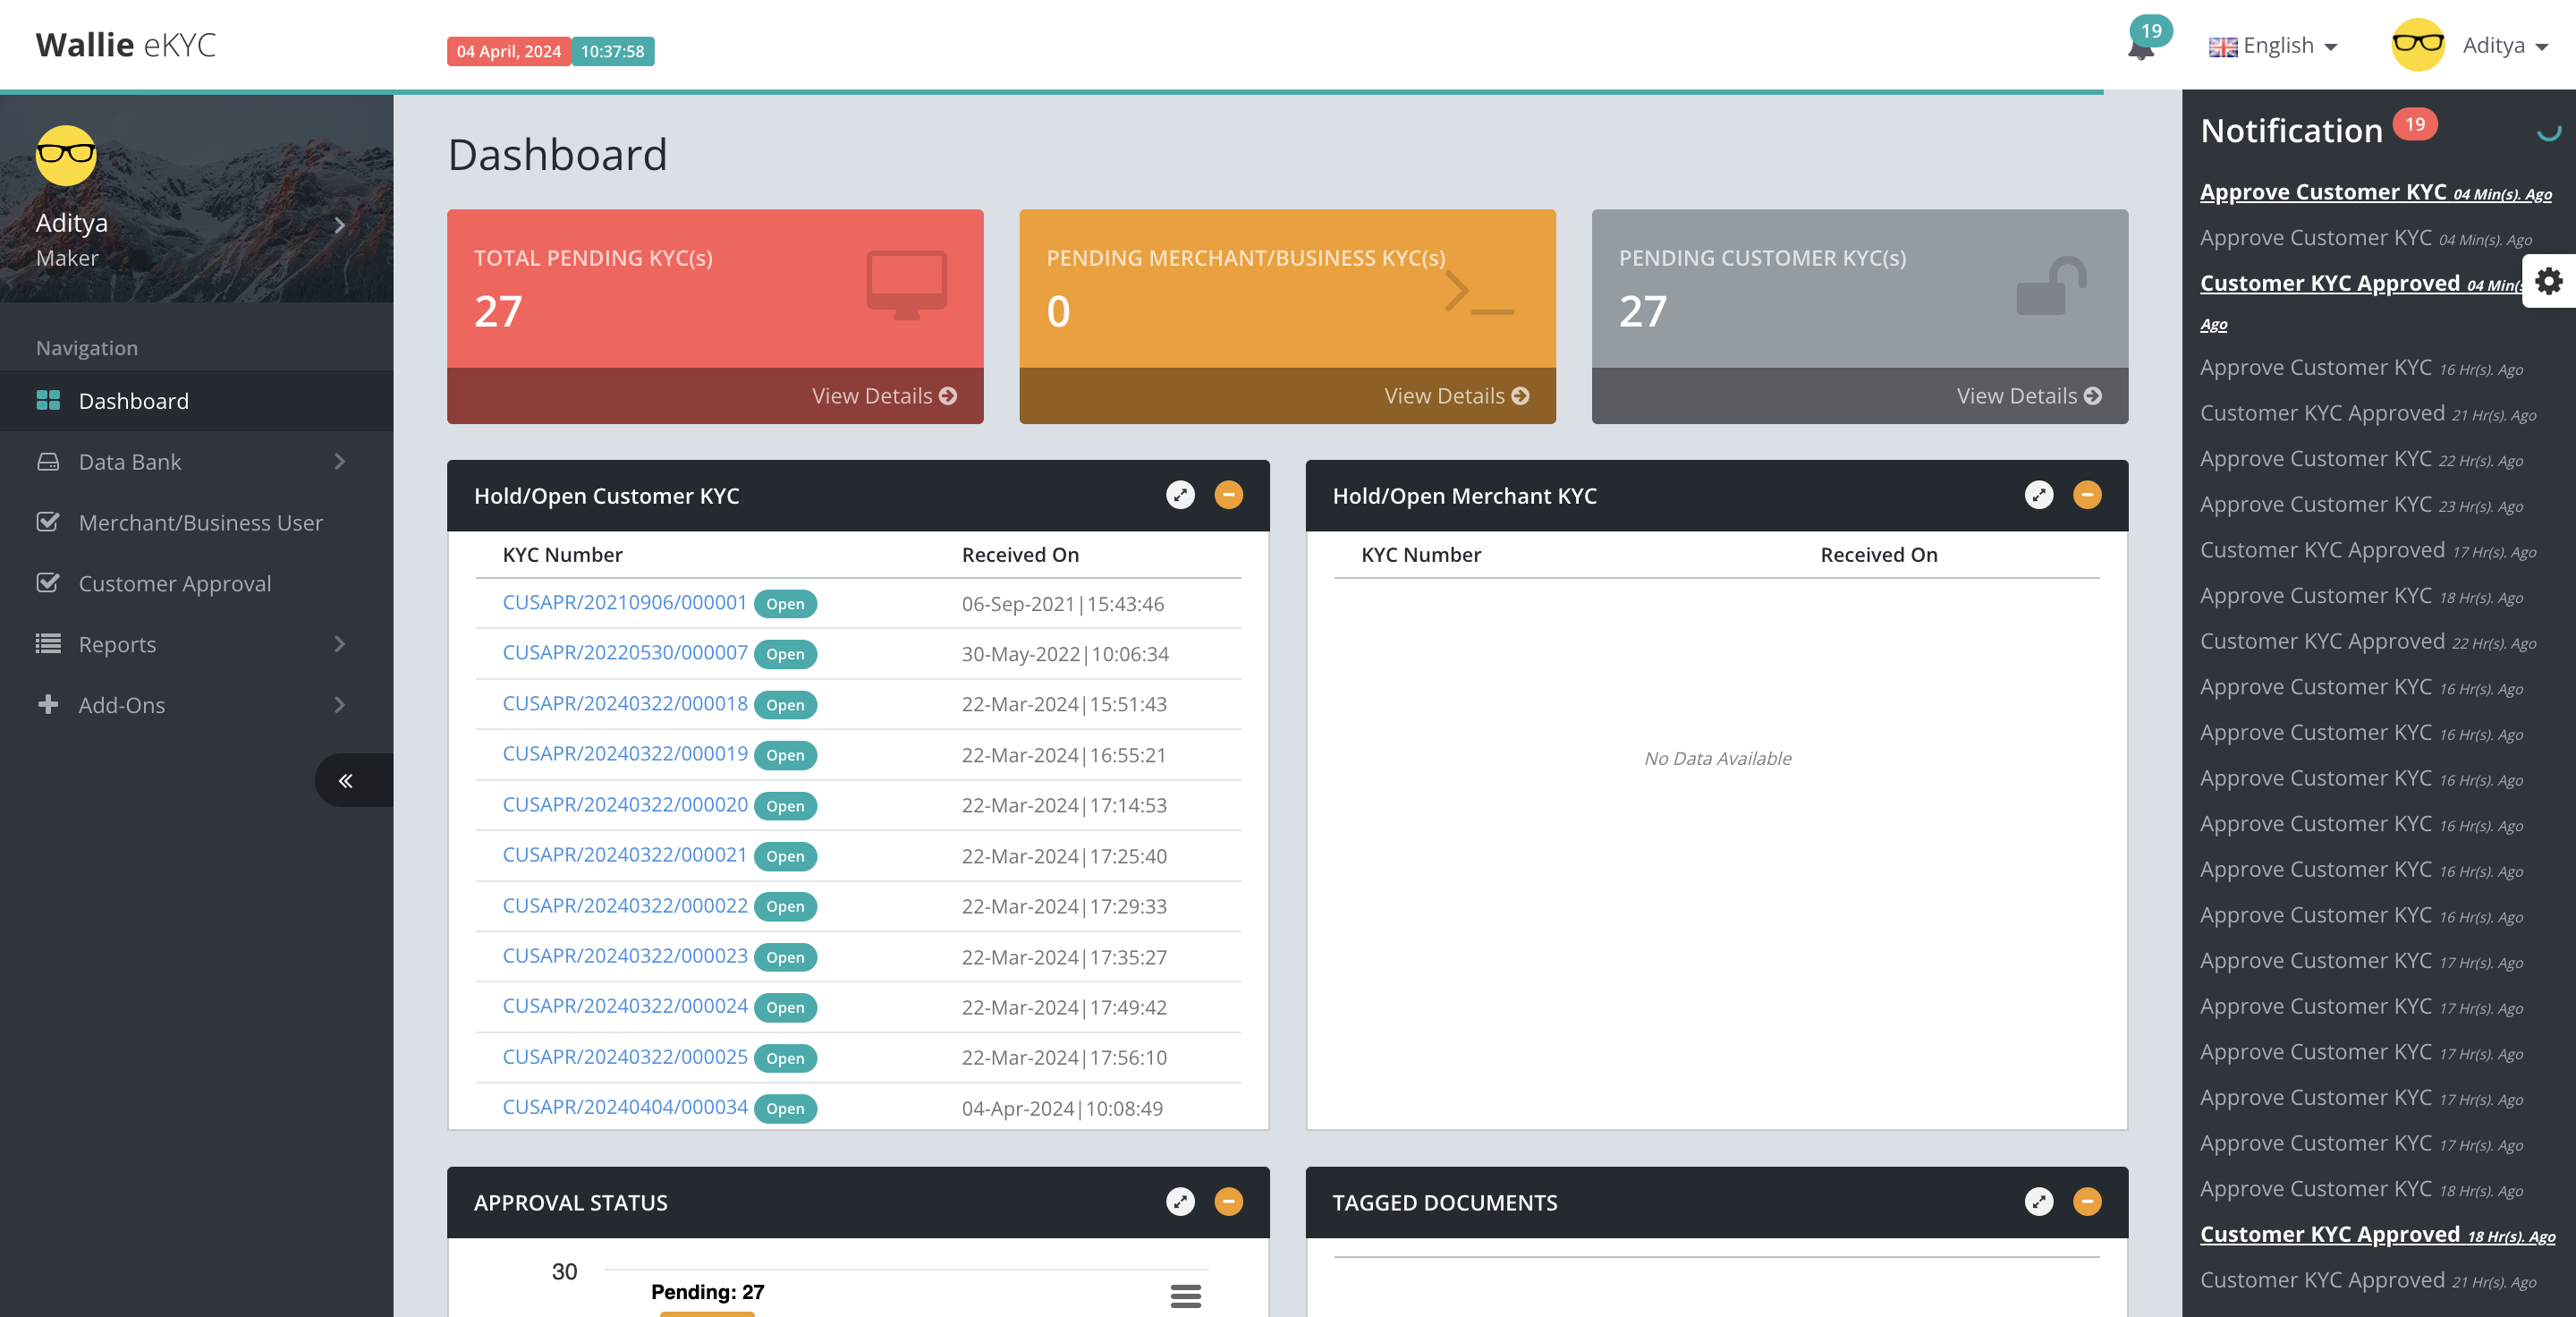 Wallie eKYC
04 April, 2024 10:37:58
19
English
Aditya
Aditya
Maker
Navigation
Dashboard
Data Bank
Merchant/Business User
Customer Approval
Reports
Add-Ons
Dashboard
TOTAL PENDING KYC(s)
27
View Details
PENDING MERCHANT/BUSINESS KYC(s)
0
View Details
PENDING CUSTOMER KYC(s)
27
View Details
Hold/Open Customer KYC
KYC Number Received On
CUSAPR/20210906/000001 Open 06-Sep-2021|15:43:46
CUSAPR/20220530/000007 Open 30-May-2022|10:06:34
CUSAPR/20240322/000018 Open 22-Mar-2024|15:51:43
CUSAPR/20240322/000019 Open 22-Mar-2024|16:55:21
CUSAPR/20240322/000020 Open 22-Mar-2024|17:14:53
CUSAPR/20240322/000021 Open 22-Mar-2024|17:25:40
CUSAPR/20240322/000022 Open 22-Mar-2024|17:29:33
CUSAPR/20240322/000023 Open 22-Mar-2024|17:35:27
CUSAPR/20240322/000024 Open 22-Mar-2024|17:49:42
CUSAPR/20240322/000025 Open 22-Mar-2024|17:56:10
CUSAPR/20240404/000034 Open 04-Apr-2024|10:08:49
Hold/Open Merchant KYC
KYC Number Received On
No Data Available
APPROVAL STATUS
30
Pending: 27
TAGGED DOCUMENTS
Notification 19
Approve Customer KYC 04 Min(s). Ago
Approve Customer KYC 04 Min(s). Ago
Customer KYC Approved 04 Min(s
Ago
Approve Customer KYC 16 Hr(s). Ago
Customer KYC Approved 21 Hr(s). Ago
Approve Customer KYC 22 Hr(s). Ago
Approve Customer KYC 23 Hr(s). Ago
Customer KYC Approved 17 Hr(s). Ago
Approve Customer KYC 18 Hr(s). Ago
Customer KYC Approved 22 Hr(s). Ago
Approve Customer KYC 16 Hr(s). Ago
Approve Customer KYC 16 Hr(s). Ago
Approve Customer KYC 16 Hr(s). Ago
Approve Customer KYC 16 Hr(s). Ago
Approve Customer KYC 16 Hr(s). Ago
Approve Customer KYC 16 Hr(s). Ago
Approve Customer KYC 17 Hr(s). Ago
Approve Customer KYC 17 Hr(s). Ago
Approve Customer KYC 17 Hr(s). Ago
Approve Customer KYC 17 Hr(s). Ago
Approve Customer KYC 17 Hr(s). Ago
Approve Customer KYC 18 Hr(s). Ago
Customer KYC Approved 18 Hr(s). Ago
Customer KYC Approved 21 Hr(s). Ago